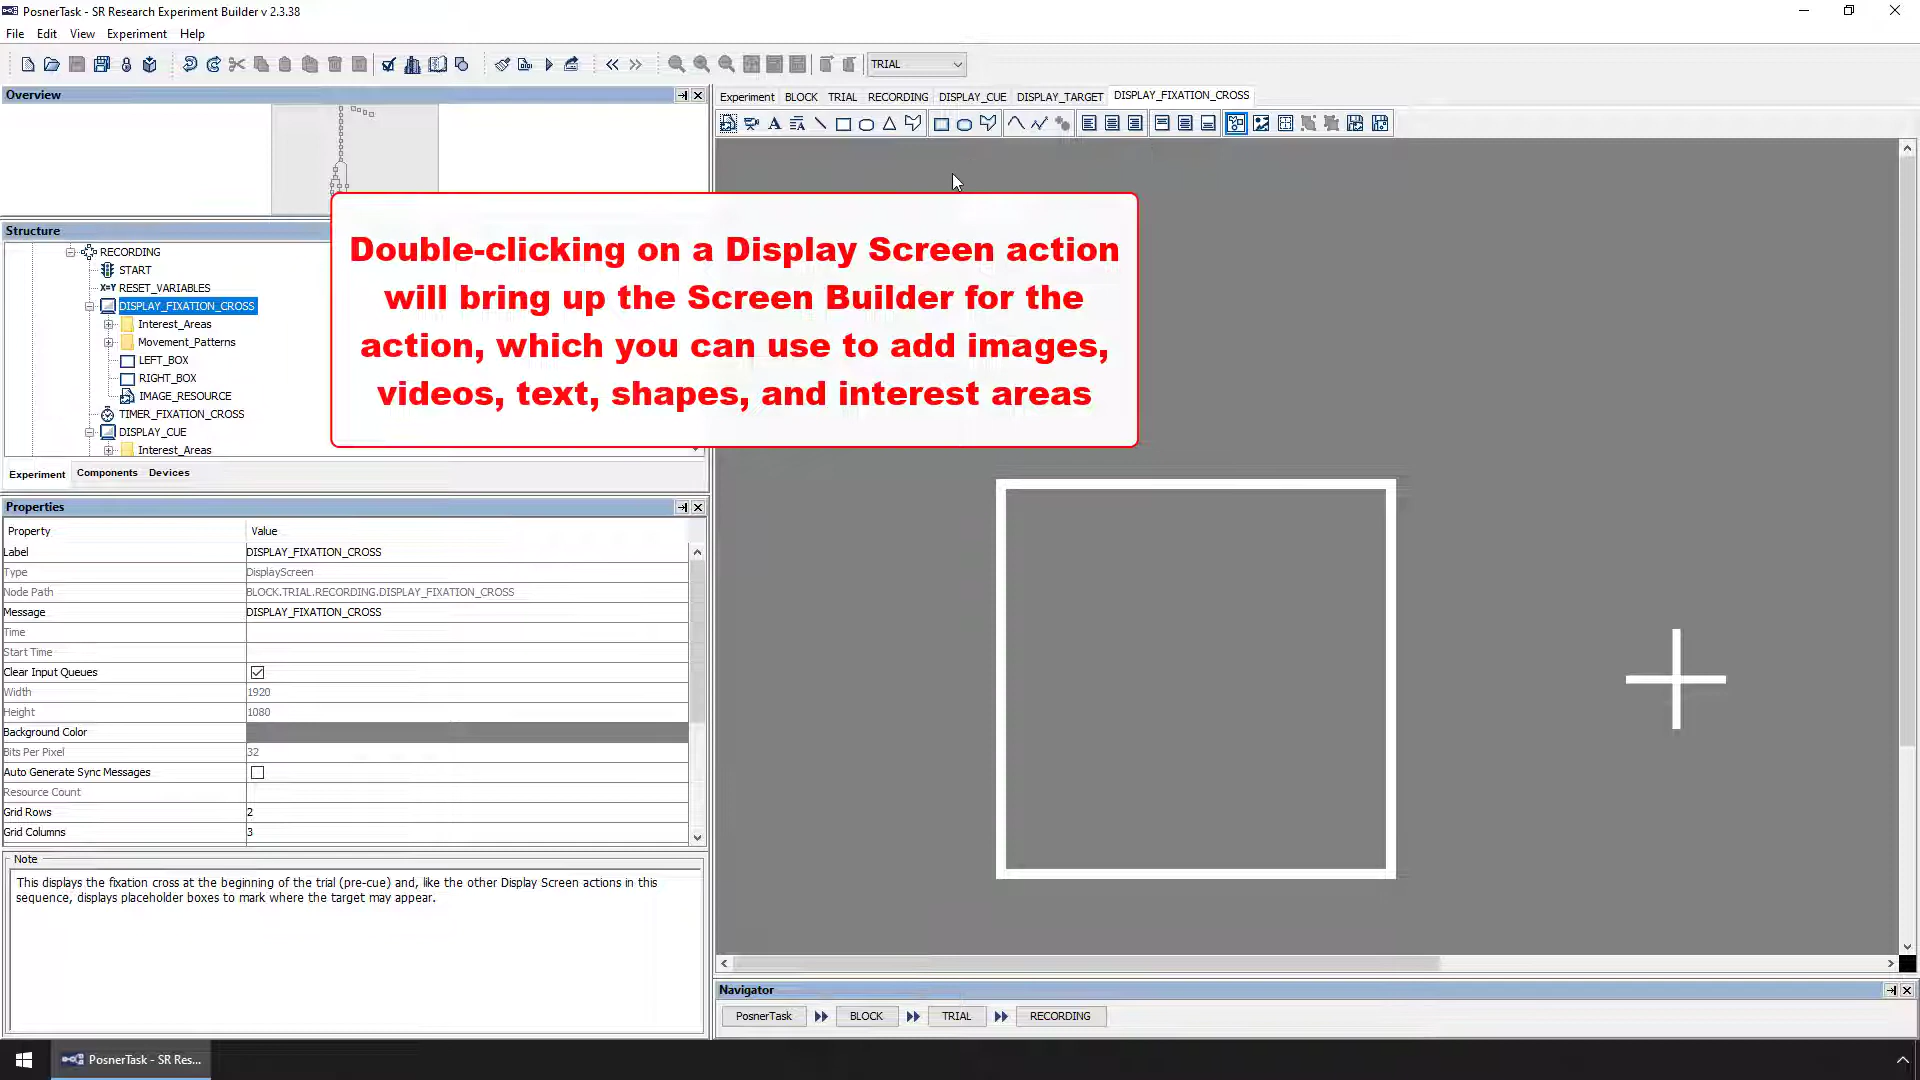 PosnerTask - SR Research Experiment Builder v 2.3.38
File Edit View Experiment Help
TRIAL
Overview
Experiment BLOCK TRIAL RECORDING DISPLAY_CUE DISPLAY_TARGET DISPLAY_FIXATION_CROSS
Structure
RECORDING
START
X=Y RESET_VARIABLES
DISPLAY_FIXATION_CROSS
Interest_Areas
Movement_Patterns
LEFT_BOX
RIGHT_BOX
IMAGE_RESOURCE
TIMER_FIXATION_CROSS
DISPLAY_CUE
Interest_Areas
Experiment Components Devices
Double-clicking on a Display Screen action
will bring up the Screen Builder for the
action, which you can use to add images,
videos, text, shapes, and interest areas
Properties
Property Value
Label DISPLAY_FIXATION_CROSS
Type DisplayScreen
Node Path BLOCK.TRIAL.RECORDING.DISPLAY_FIXATION_CROSS
Message DISPLAY_FIXATION_CROSS
Time
Start Time
Clear Input Queues
Width 1920
Height 1080
Background Color
Bits Per Pixel 32
Auto Generate Sync Messages
Resource Count
Grid Rows 2
Grid Columns 3
Note
This displays the fixation cross at the beginning of the trial (pre-cue) and, like the other Display Screen actions in this
sequence, displays placeholder boxes to mark where the target may appear.
Navigator
PosnerTask BLOCK TRIAL RECORDING
PosnerTask - SR Res...